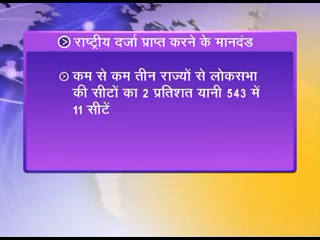 राष्ट्रीय दर्जा प्राप्त करने के मानदंड
कम से कम तीन राज्यों से लोकसभा
की सीटों का 2 प्रतिशत यानी 543 में
11 सीटें